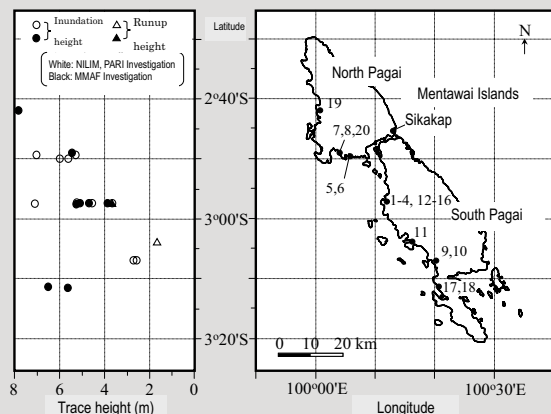 Inundation
height
Runup
height
White: NILIM, PARI Investigation
Black: MMAF Investigation
Latitude
2°40'S
3°00'S
3°20'S
8 6 4 2 0
Trace height (m)
N
North Pagai
Mentawai Islands
Sikakap
19
7,8,20
5,6
1-4, 12-16
South Pagai
11
9,10
17,18
0 10 20 km
100°00'E 100°30'E
Longitude